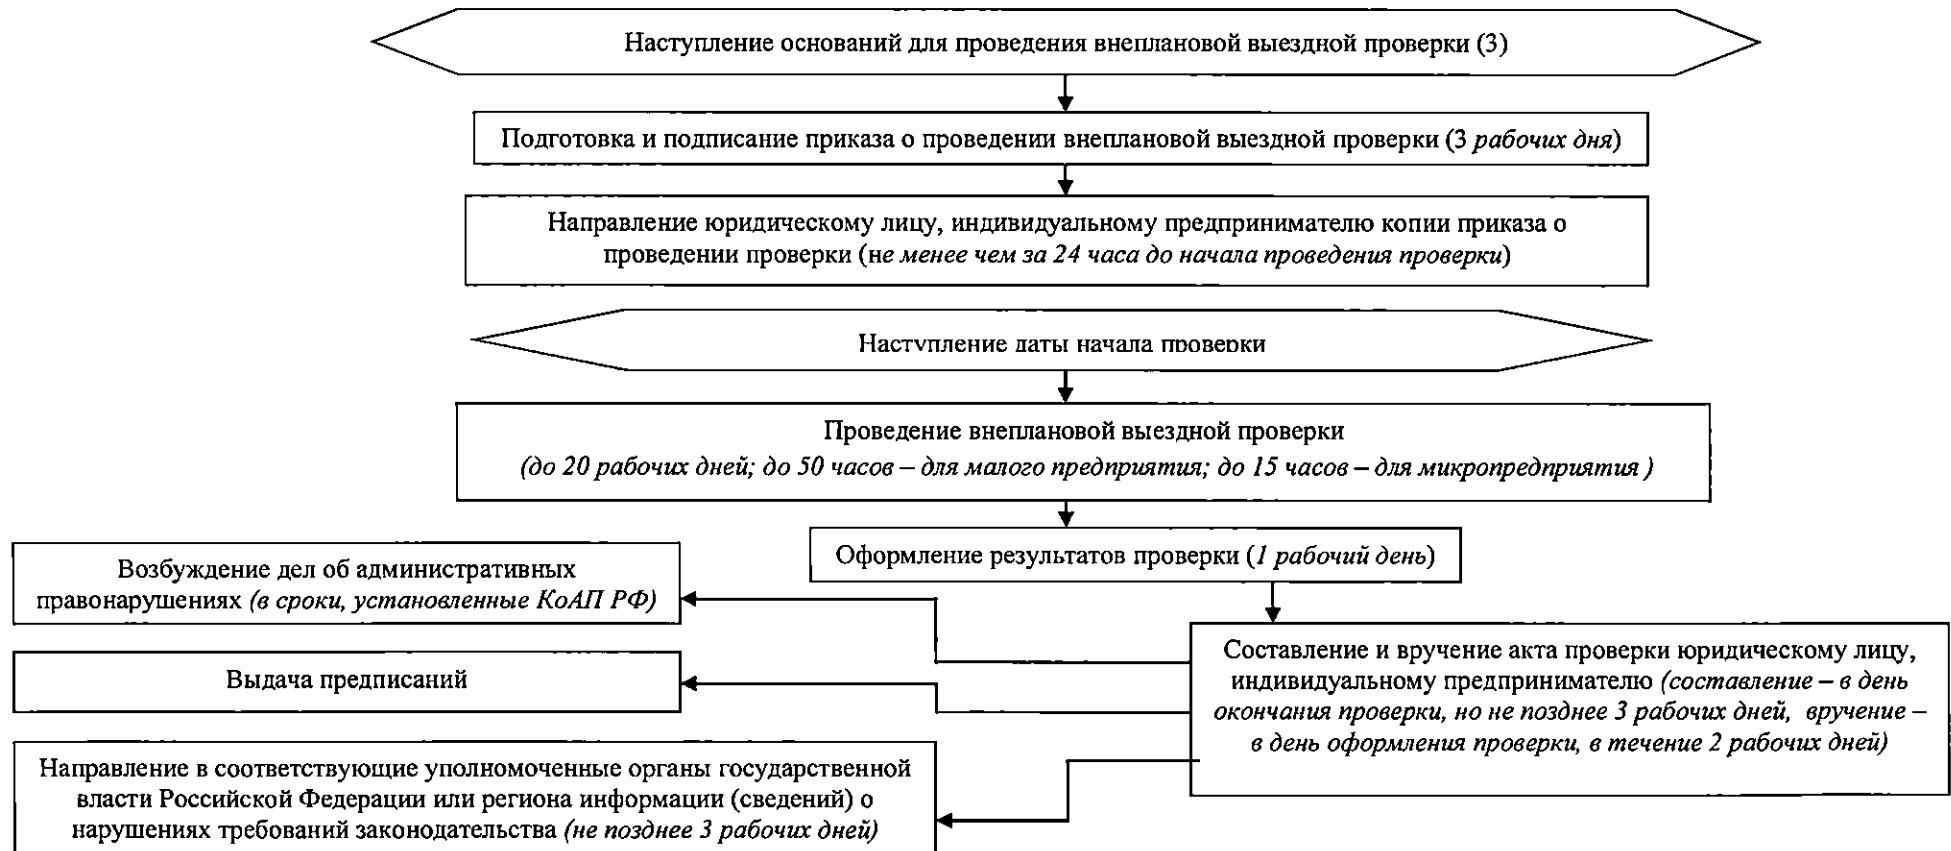 Наступление оснований для проведения внеплановой выездной проверки (3)
Подготовка и подписание приказа о проведении внеплановой выездной проверки (3 рабочих дня)
Направление юридическому лицу, индивидуальному предпринимателю копии приказа о
проведении проверки (не менее чем за 24 часа до начала проведения проверки)
Наступление даты начала проверки
Проведение внеплановой выездной проверки
(до 20 рабочих дней; до 50 часов – для малого предприятия; до 15 часов – для микропредприятия )
Оформление результатов проверки (1 рабочий день)
Возбуждение дел об административных
правонарушениях (в сроки, установленные КоАП РФ)
Составление и вручение акта проверки юридическому лицу,
индивидуальному предпринимателю (составление – в день
окончания проверки, но не позднее 3 рабочих дней, вручение –
в день оформления проверки, в течение 2 рабочих дней)
Выдача предписаний
Направление в соответствующие уполномоченные органы государственной
власти Российской Федерации или региона информации (сведений) о
нарушениях требований законодательства (не позднее 3 рабочих дней)